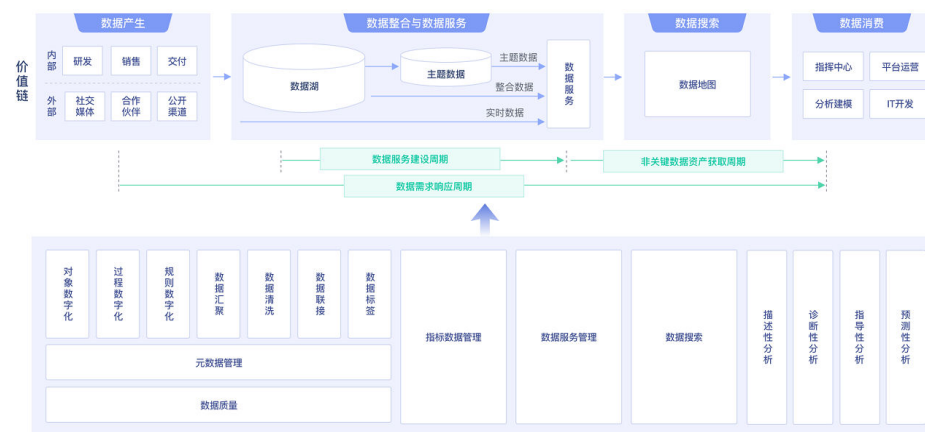 数据产生
数据整合与数据服务
数据搜索
数据消费
价值链
内部
研发
销售
交付
外部
社交
媒体
合作
伙伴
公开
渠道
数据湖
主题数据
主题数据
整合数据
实时数据
数据服务
数据地图
指挥中心
平台运营
分析建模
IT开发
数据服务建设周期
非关键数据资产获取周期
数据需求响应周期
对象数字化
过程数字化
规则数字化
数据汇聚
数据清洗
数据联接
数据标签
元数据管理
数据质量
指标数据管理
数据服务管理
数据搜索
描述性分析
诊断性分析
指导性分析
预测性分析